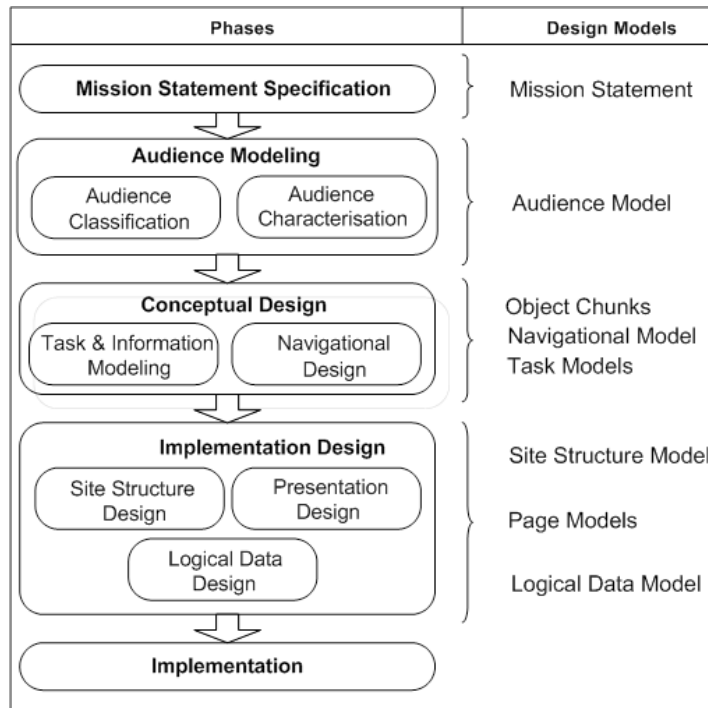 Phases
Design Models
Mission Statement Specification
Mission Statement
Audience Modeling
Audience
Classification
Audience
Characterisation
Audience Model
Conceptual Design
Task & Information
Modeling
Navigational
Design
Object Chunks
Navigational Model
Task Models
Implementation Design
Site Structure
Design
Presentation
Design
Logical Data
Design
Site Structure Model
Page Models
Logical Data Model
Implementation